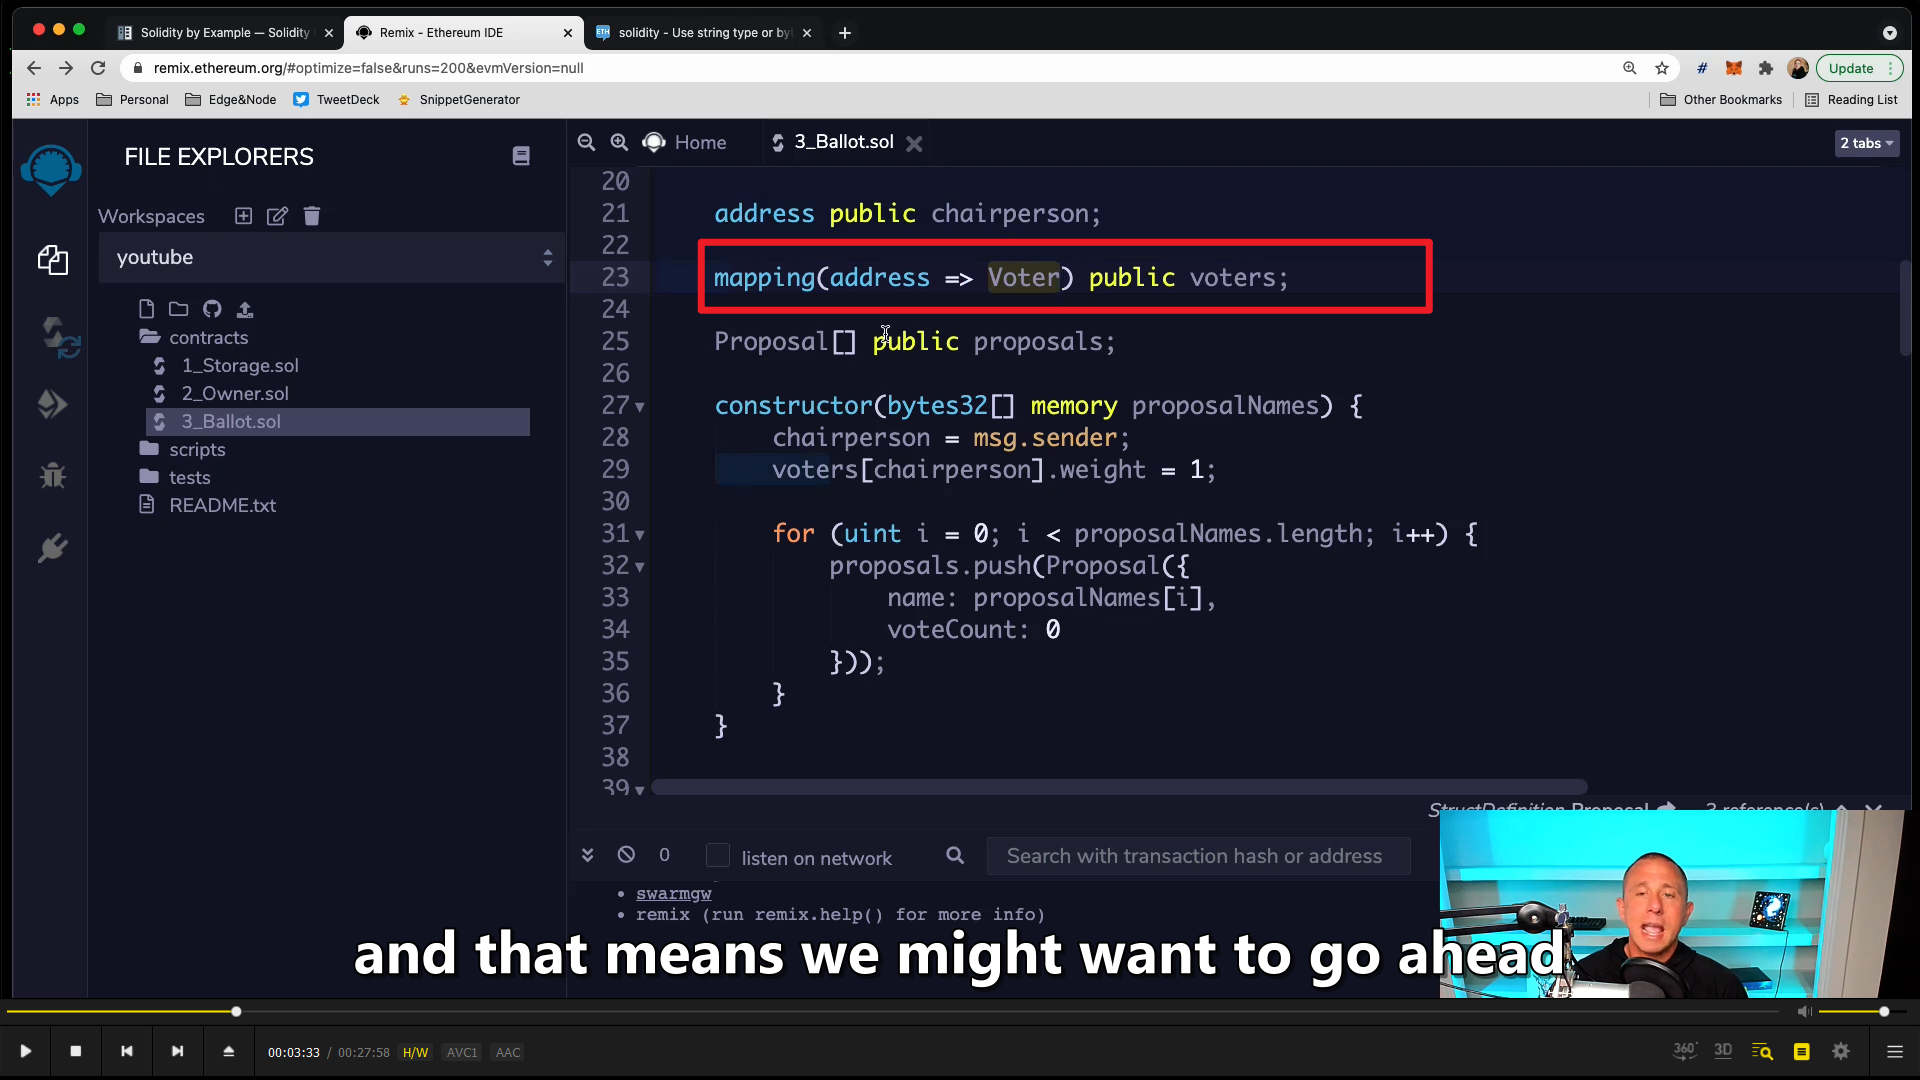 Solidity by Example — Solidity
Remix - Ethereum IDE
solidity - Use string type or by
remix.ethereum.org/#optimize=false&runs=200&evmVersion=null
Update
Apps
Personal
Edge&Node
TweetDeck
SnippetGenerator
Other Bookmarks
Reading List
FILE EXPLORERS
Home
3_Ballot.sol
2 tabs
Workspaces
youtube
contracts
1_Storage.sol
2_Owner.sol
3_Ballot.sol
scripts
tests
README.txt
20
21 address public chairperson;
22
23 mapping(address => Voter) public voters;
24
25 Proposal[] public proposals;
26
27 constructor(bytes32[] memory proposalNames) {
28 chairperson = msg.sender;
29 voters[chairperson].weight = 1;
30
31 for (uint i = 0; i < proposalNames.length; i++) {
32 proposals.push(Proposal({
33 name: proposalNames[i],
34 voteCount: 0
35 }));
36 }
37 }
38
39
StructDefinition Proposal 3 reference(s)
0
listen on network
Search with transaction hash or address
swarmgw
remix (run remix.help() for more info)
and that means we might want to go ahead
00:03:33 / 00:27:58 H/W AVC1 AAC
360° 3D